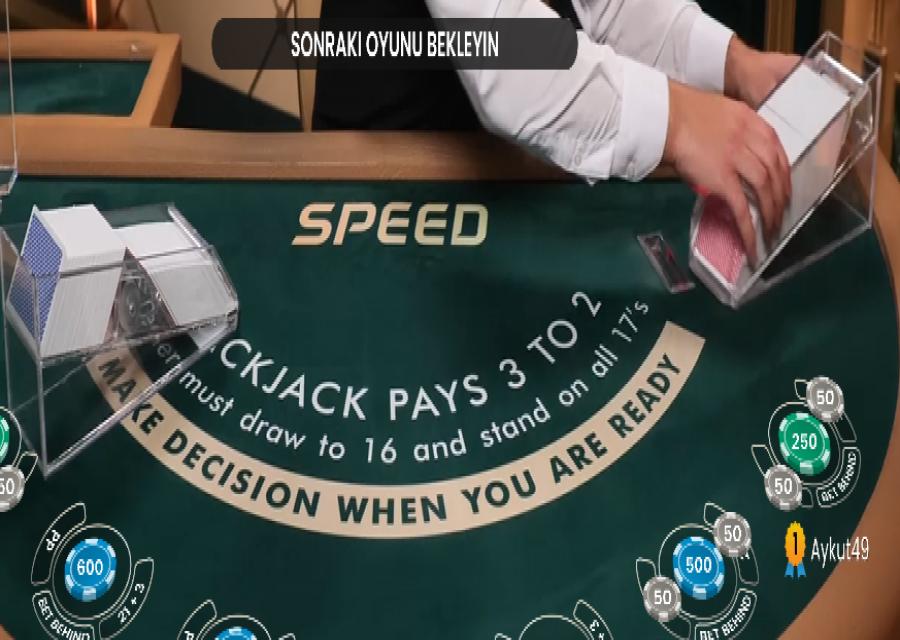 SONRAKI OYUNU BEKLEYIN
SPEED
CKJACK PAYS 3 TO 2
must draw to 16 and stand on all 17's
MAKE DECISION WHEN YOU ARE READY
50
250
50
BET BEHIND
50
PP
600
21 + 3
BET BEHIND
50
500
50
BET BEHIND
1
Aykut49
+3